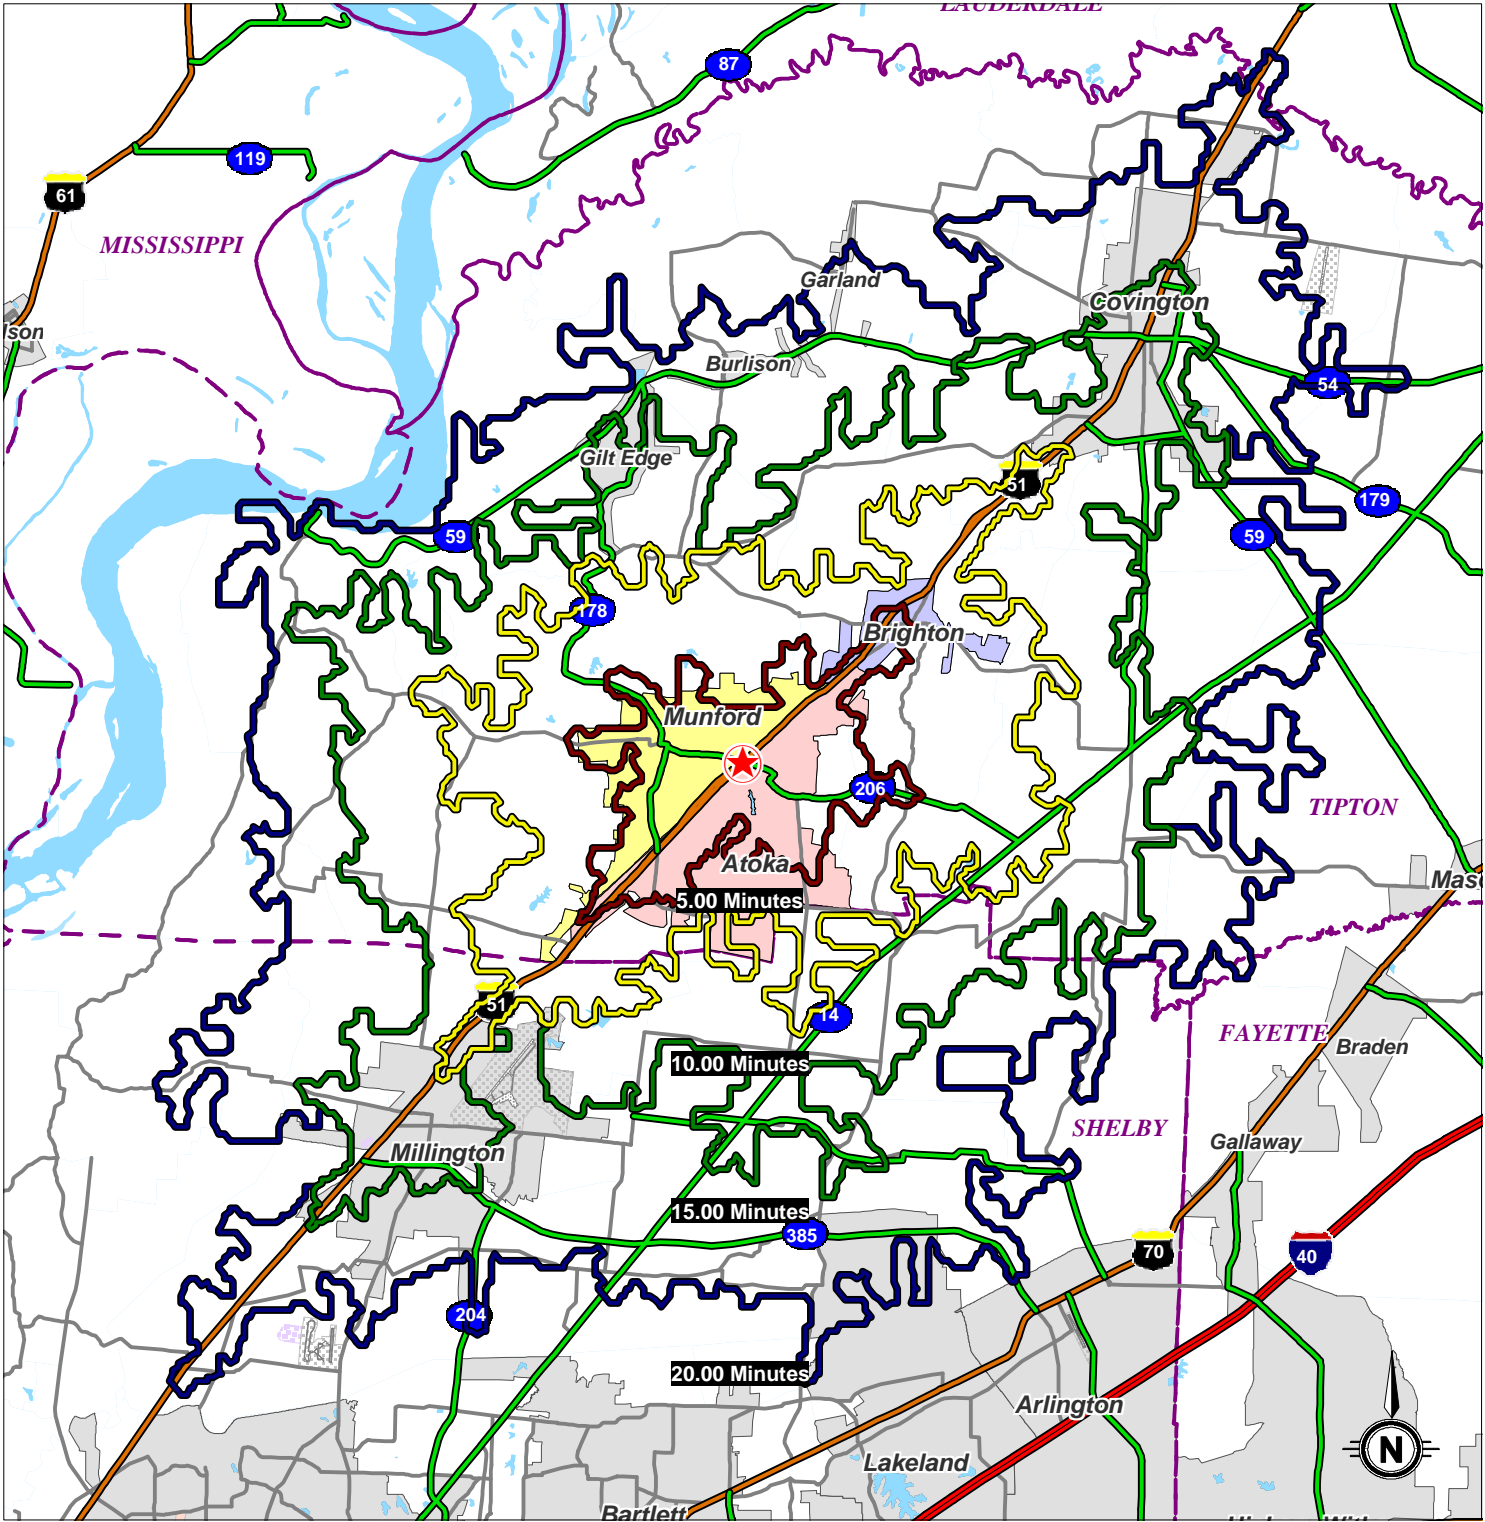 LAUDERDALE
87
119
61
MISSISSIPPI
Garland
Covington
lson
Burlison
54
Gilt Edge
51
179
59
59
178
Brighton
Munford
206
TIPTON
Atoka
Maso
5.00 Minutes
51
14
FAYETTE
Braden
10.00 Minutes
SHELBY
Gallaway
Millington
15.00 Minutes
385
70
40
204
20.00 Minutes
Arlington
N
Lakeland
Bartlett